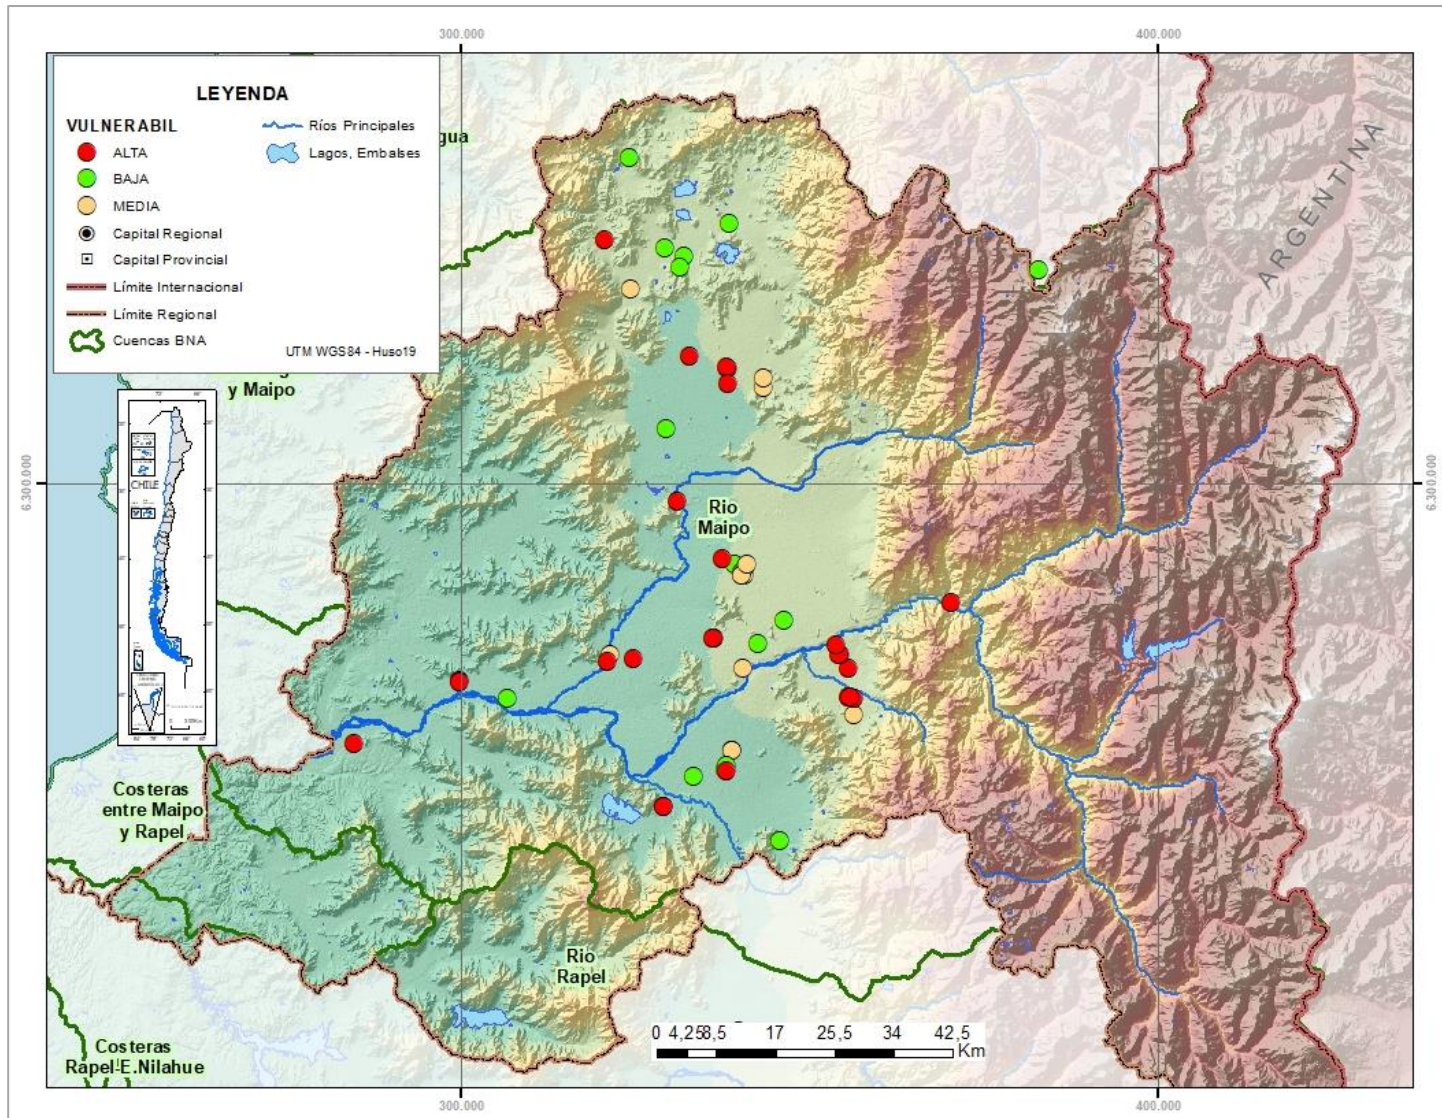 300.000
400.000
LEYENDA
VULNERABIL
ALTA
BAJA
MEDIA
Capital Regional
Capital Provincial
Límite Internacional
Límite Regional
Cuencas BNA
Ríos Principales
Lagos, Embalses
UTM WGS84 - Huso19
gua
y Maipo
ARGENTINA
CHILE
6.300.000
6.300.000
Rio
Maipo
Costeras
entre Maipo
y Rapel
Rio
Rapel
Costeras
Rapel-E.Nilahue
0 4,25 8,5 17 25,5 34 42,5
Km
300.000
400.000